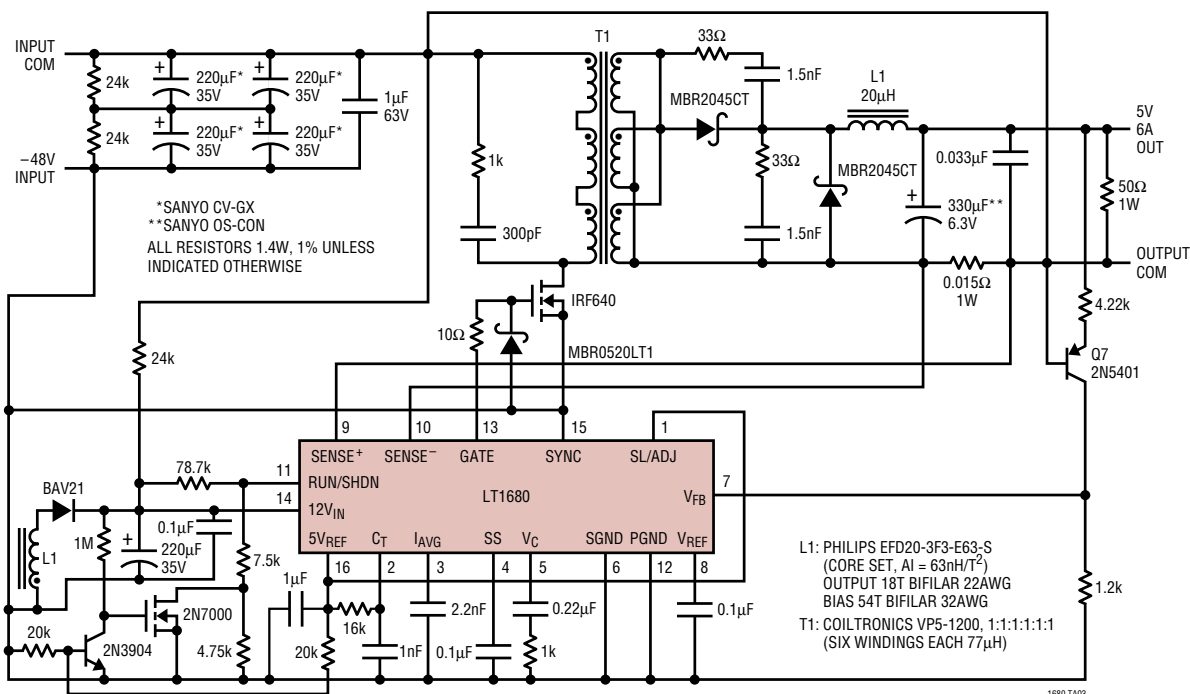 INPUT
COM
24k
24k
+
220µF*
35V
+
220µF*
35V
+
220µF*
35V
+
220µF*
35V
1µF
63V
–48V
INPUT
*SANYO CV-GX
**SANYO OS-CON
ALL RESISTORS 1.4W, 1% UNLESS
INDICATED OTHERWISE
1k
300pF
T1
33Ω
1.5nF
MBR2045CT
33Ω
1.5nF
L1
20µH
MBR2045CT
+
330µF**
6.3V
0.033µF
50Ω
1W
5V
6A
OUT
OUTPUT
COM
0.015Ω
1W
4.22k
Q7
2N5401
IRF640
10Ω
MBR0520LT1
24k
9
10
13
15
1
SENSE+
SENSE–
GATE
SYNC
SL/ADJ
11
RUN/SHDN
14
12VIN
LT1680
VFB
7
5VREF
CT
IAVG
SS
VC
SGND
PGND
VREF
16
2
3
4
5
6
12
8
78.7k
BAV21
L1
1M
+
220µF
35V
0.1µF
7.5k
2N7000
20k
2N3904
4.75k
1µF
16k
20k
1nF
2.2nF
0.1µF
0.22µF
1k
0.1µF
1.2k
L1: PHILIPS EFD20-3F3-E63-S
(CORE SET, Al = 63nH/T2)
OUTPUT 18T BIFILAR 22AWG
BIAS 54T BIFILAR 32AWG
T1: COILTRONICS VP5-1200, 1:1:1:1:1:1
(SIX WINDINGS EACH 77µH)
1680 TA03